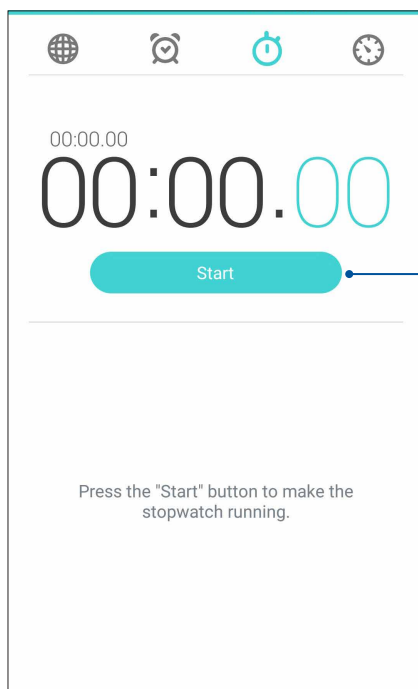 00:00.00
00:00.00
Start
Press the "Start" button to make the
stopwatch running.